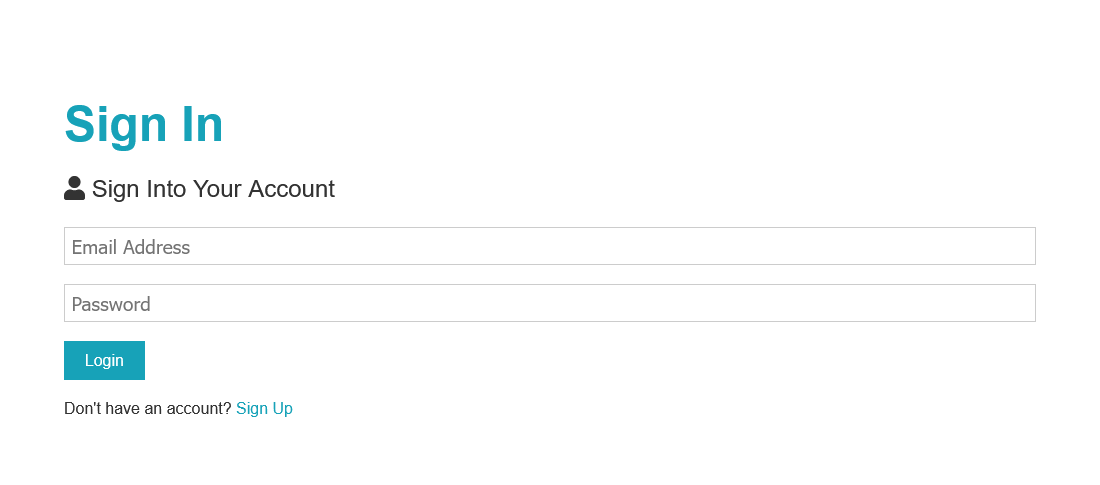 Sign In
Sign Into Your Account
Email Address
Password
Login
Don't have an account? Sign Up